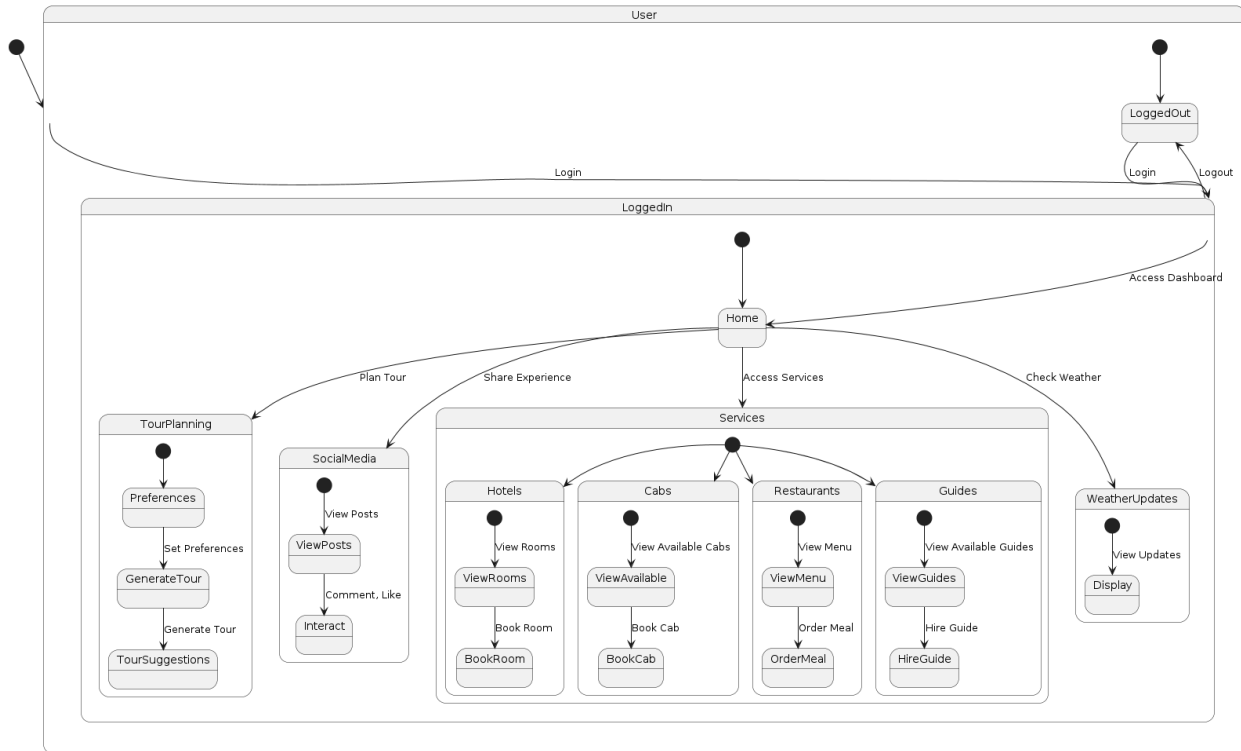 User
LoggedOut
Login
Login
Logout
LoggedIn
Access Dashboard
Home
Plan Tour
Share Experience
Access Services
Check Weather
TourPlanning
Services
SocialMedia
Hotels
Cabs
Restaurants
Guides
WeatherUpdates
Preferences
View Posts
View Rooms
View Available Cabs
View Menu
View Available Guides
View Updates
Set Preferences
ViewPosts
GenerateTour
ViewRooms
ViewAvailable
ViewMenu
ViewGuides
Display
Comment, Like
Generate Tour
Interact
Book Room
Book Cab
Order Meal
Hire Guide
TourSuggestions
BookRoom
BookCab
OrderMeal
HireGuide